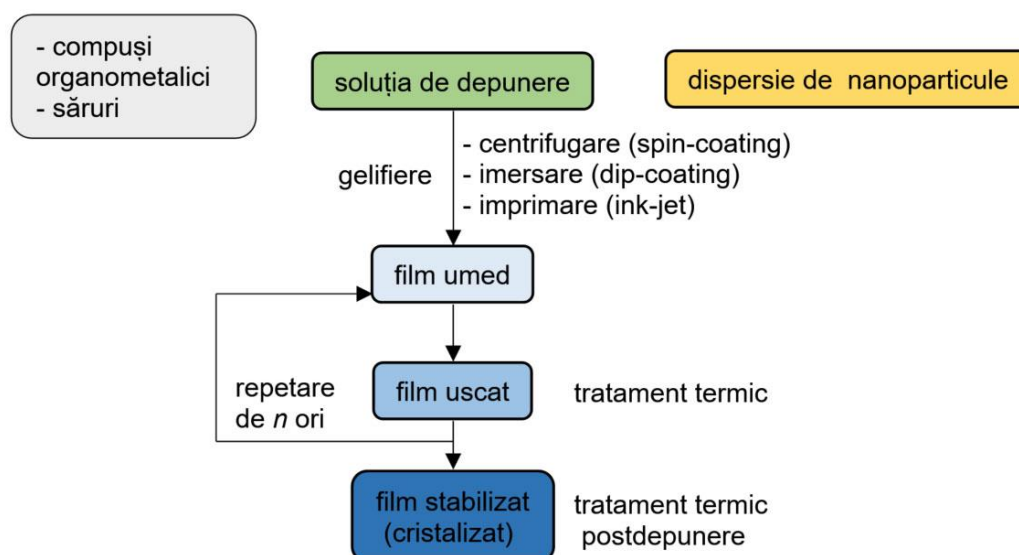 - compuși
organometalici
- săruri
soluția de depunere
dispersie de nanoparticule
gelifiere
- centrifugare (spin-coating)
- imersare (dip-coating)
- imprimare (ink-jet)
film umed
repetare
de n ori
film uscat
tratament termic
film stabilizat
(cristalizat)
tratament termic
postdepunere